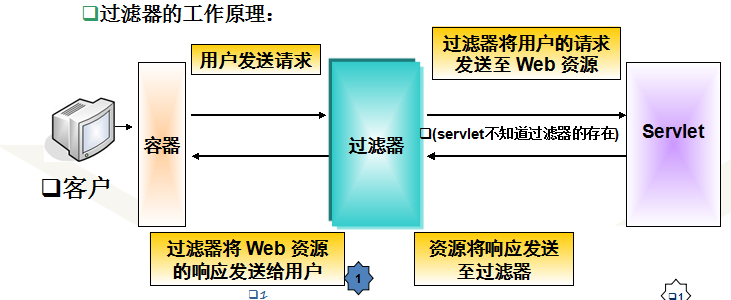 ❑过滤器的工作原理：
用户发送请求
过滤器将用户的请求
发送至 Web 资源
容器
过滤器
❑(servlet不知道过滤器的存在)
Servlet
❑客户
过滤器将 Web 资源
的响应发送给用户
1
资源将响应发送
至过滤器
❑1
❑1